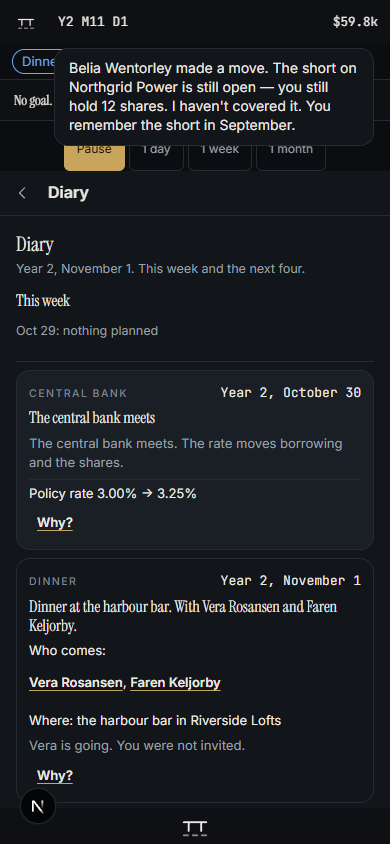 Y2 M11 D1
$59.8k
Dinne
Belia Wentorley made a move. The short on
Northgrid Power is still open — you still
hold 12 shares. I haven't covered it. You
remember the short in September.
No goal.
Pause
1 day
1 week
1 month
Diary
Diary
Year 2, November 1. This week and the next four.
This week
Oct 29: nothing planned
CENTRAL BANK
Year 2, October 30
The central bank meets
The central bank meets. The rate moves borrowing
and the shares.
Policy rate 3.00% → 3.25%
Why?
DINNER
Year 2, November 1
Dinner at the harbour bar. With Vera Rosansen and Faren
Keljorby.
Who comes:
Vera Rosansen, Faren Keljorby
Where: the harbour bar in Riverside Lofts
Vera is going. You were not invited.
Why?
N